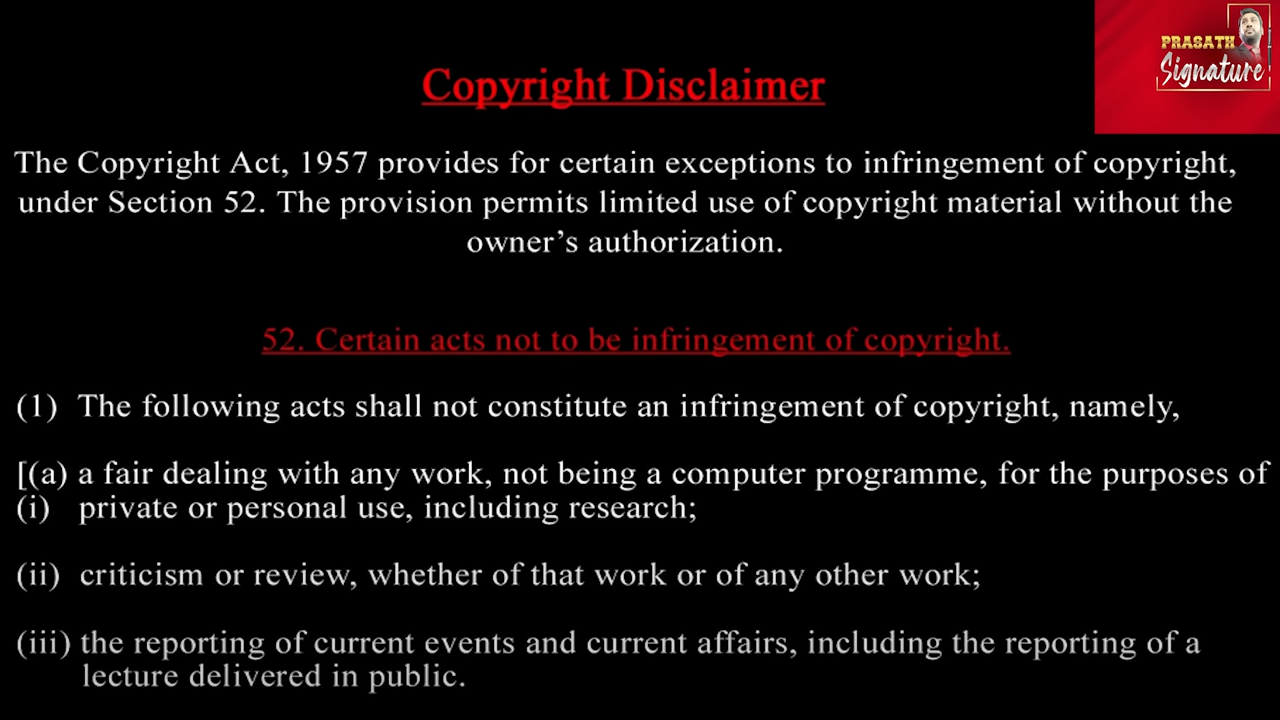 PRASATH
Signature
Copyright Disclaimer
The Copyright Act, 1957 provides for certain exceptions to infringement of copyright,
under Section 52. The provision permits limited use of copyright material without the
owner’s authorization.
52. Certain acts not to be infringement of copyright.
(1) The following acts shall not constitute an infringement of copyright, namely,
[(a) a fair dealing with any work, not being a computer programme, for the purposes of
(i) private or personal use, including research;
(ii) criticism or review, whether of that work or of any other work;
(iii) the reporting of current events and current affairs, including the reporting of a
lecture delivered in public.